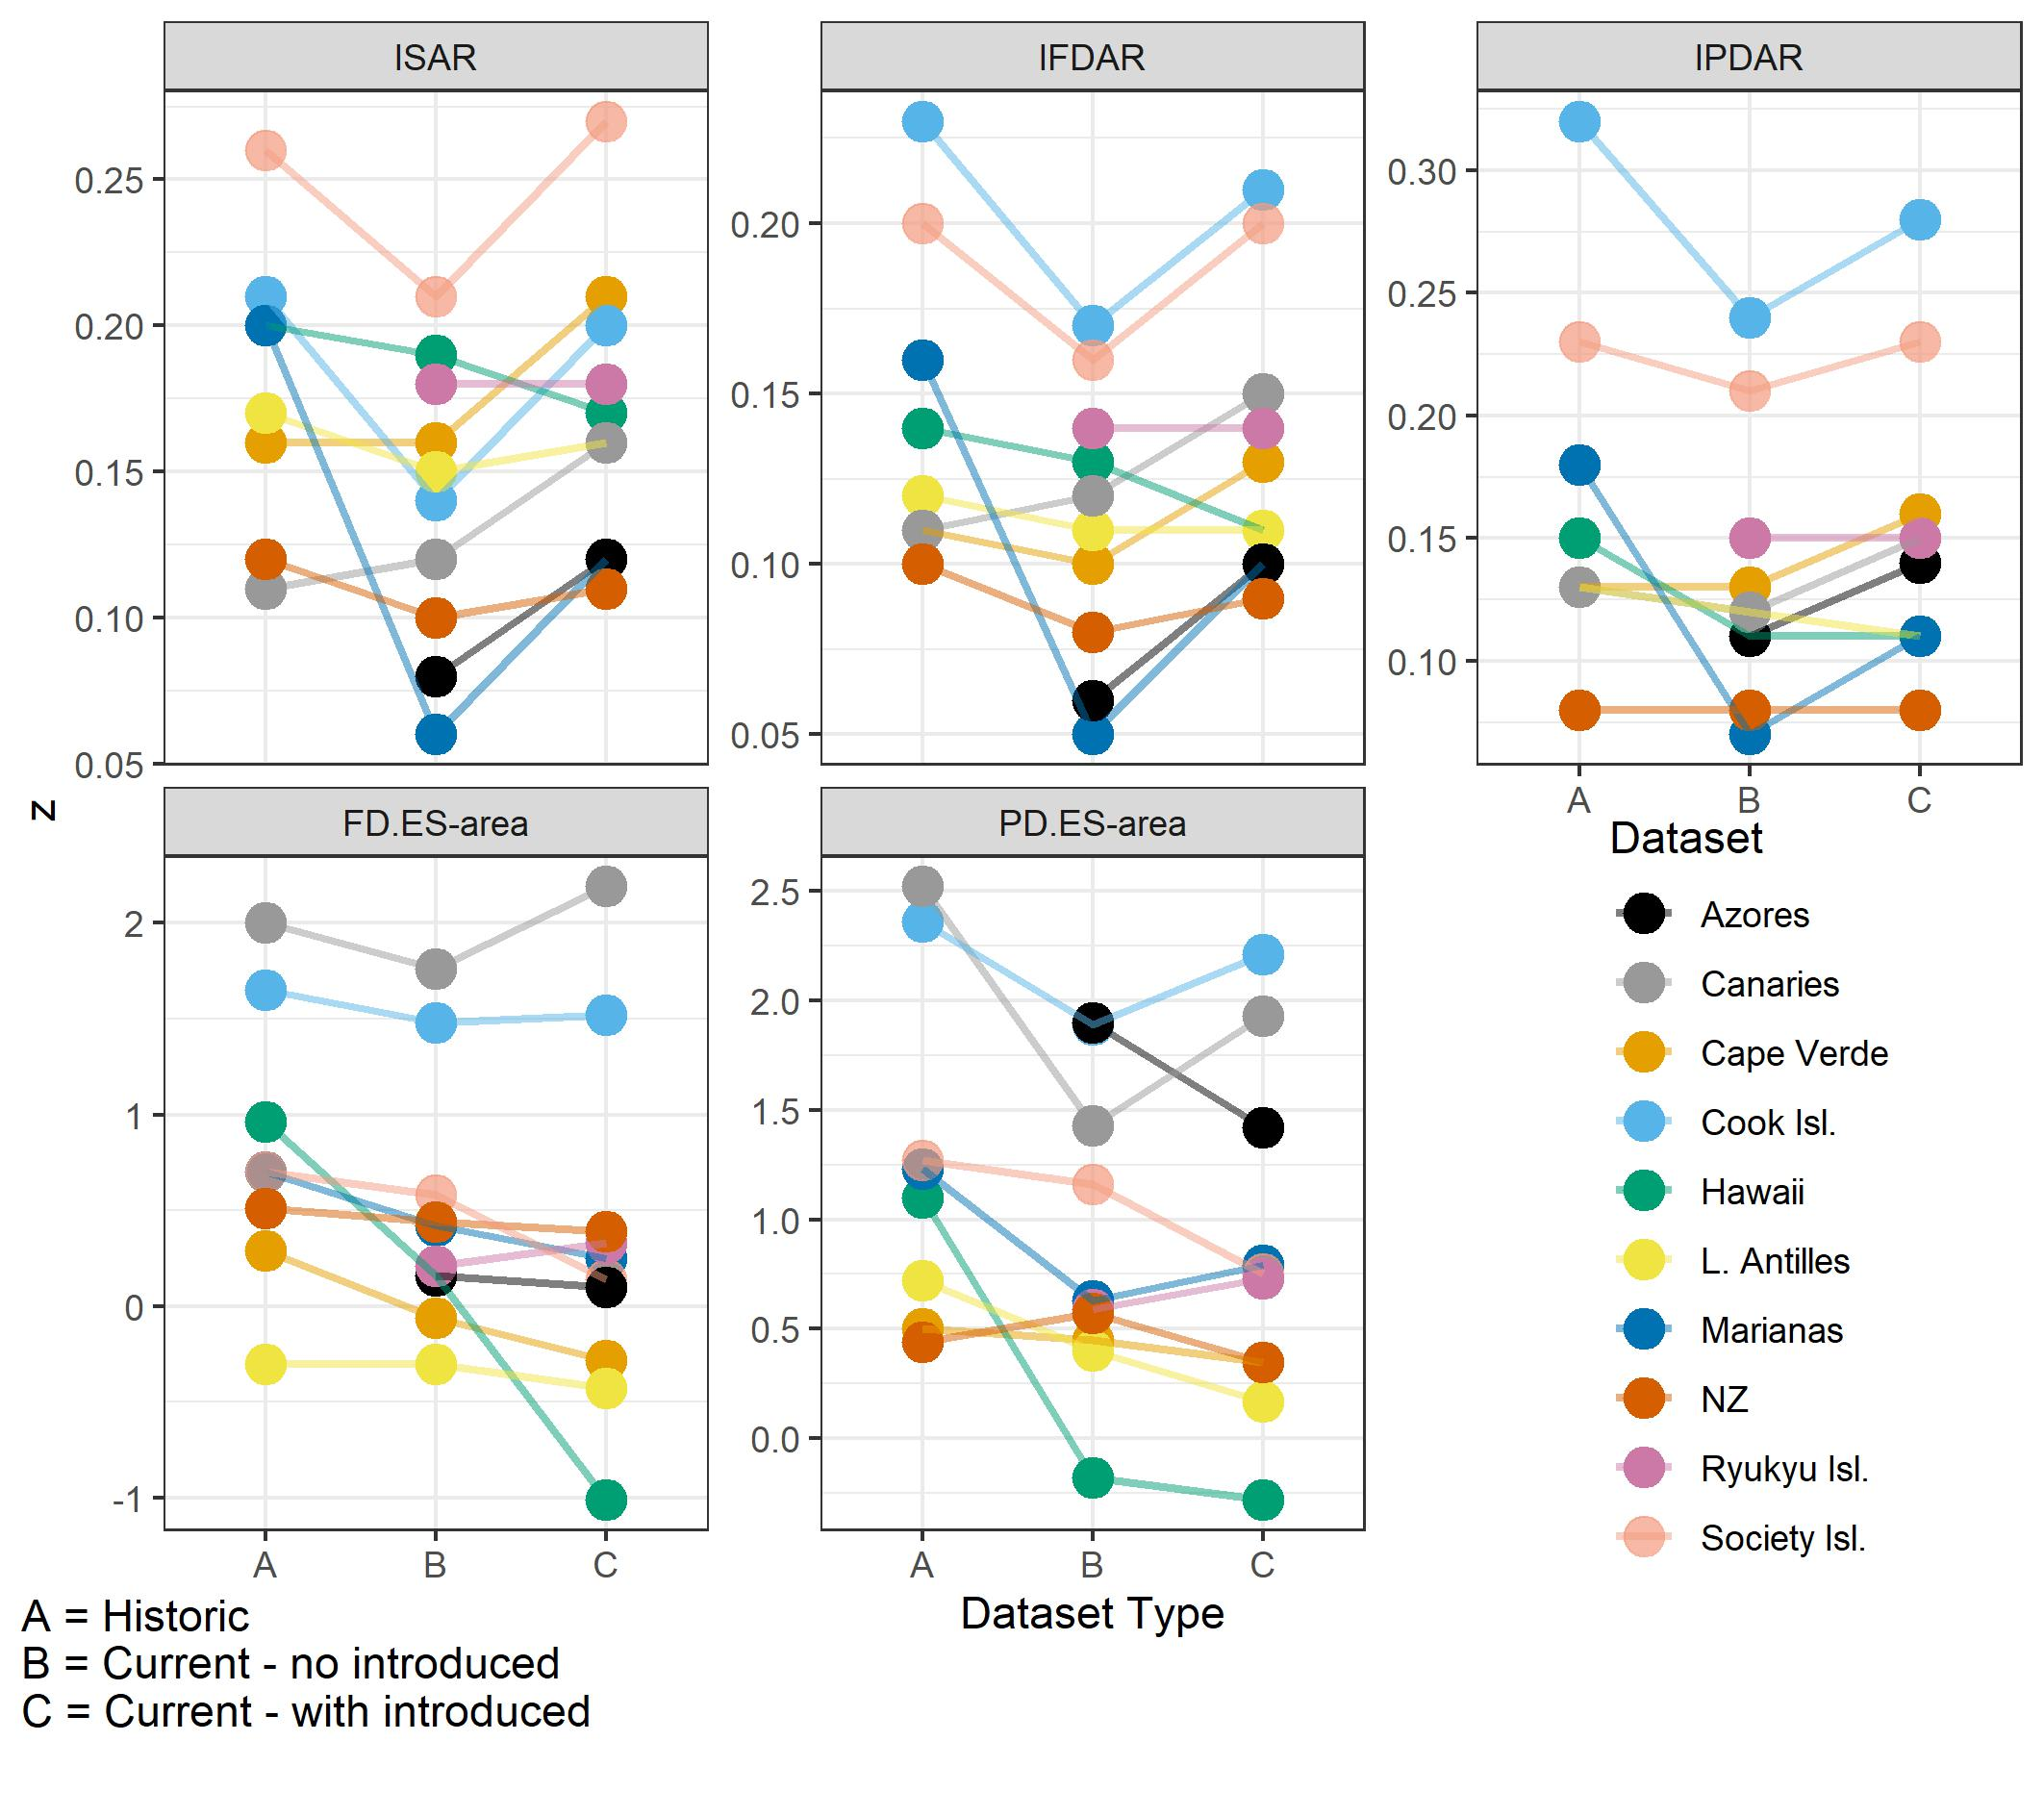 ISAR
IFDAR
IPDAR
0.25
0.20
0.15
0.10
0.05
0.20
0.15
0.10
0.05
0.30
0.25
0.20
0.15
0.10
A B C
z
FD.ES-area
PD.ES-area
2
1
0
-1
A B C
2.5
2.0
1.5
1.0
0.5
0.0
A B C
Dataset
Azores
Canaries
Cape Verde
Cook Isl.
Hawaii
L. Antilles
Marianas
NZ
Ryukyu Isl.
Society Isl.
Dataset Type
A = Historic
B = Current - no introduced
C = Current - with introduced